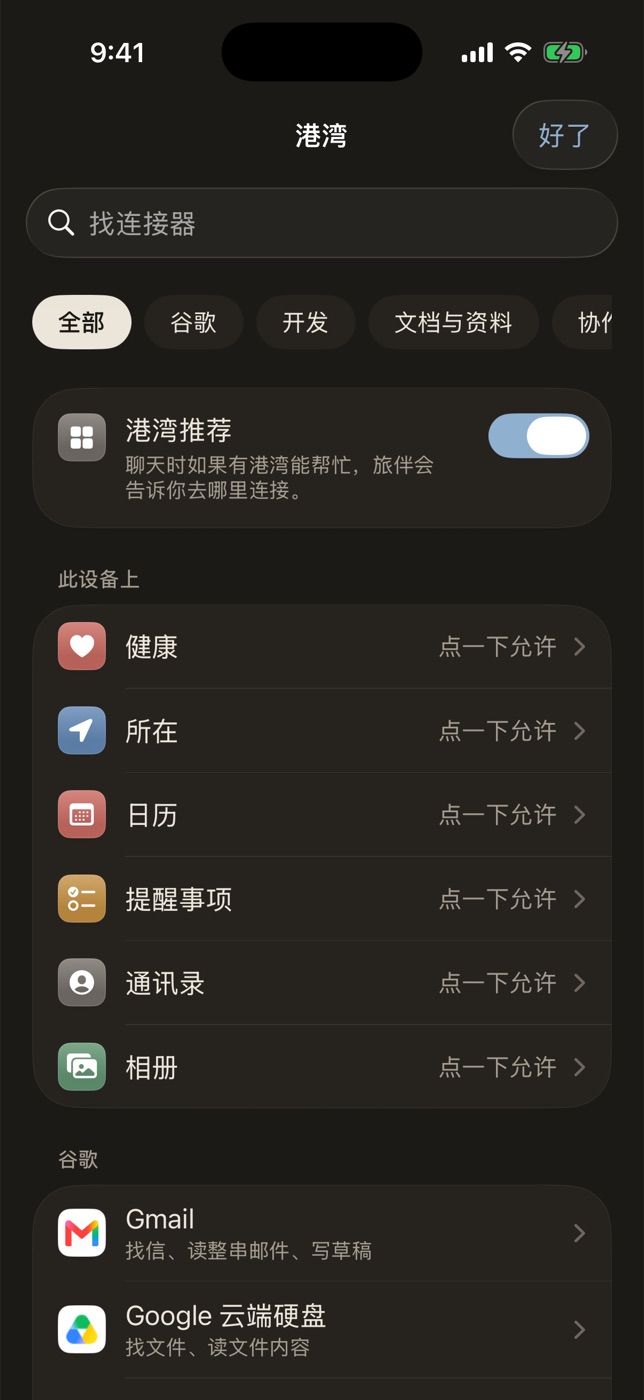 9:41
港湾
好了
找连接器
全部
谷歌
开发
文档与资料
协作
港湾推荐
聊天时如果有港湾能帮忙，旅伴会
告诉你去哪里连接。
此设备上
健康
点一下允许
所在
点一下允许
日历
点一下允许
提醒事项
点一下允许
通讯录
点一下允许
相册
点一下允许
谷歌
Gmail
找信、读整串邮件、写草稿
Google 云端硬盘
找文件、读文件内容